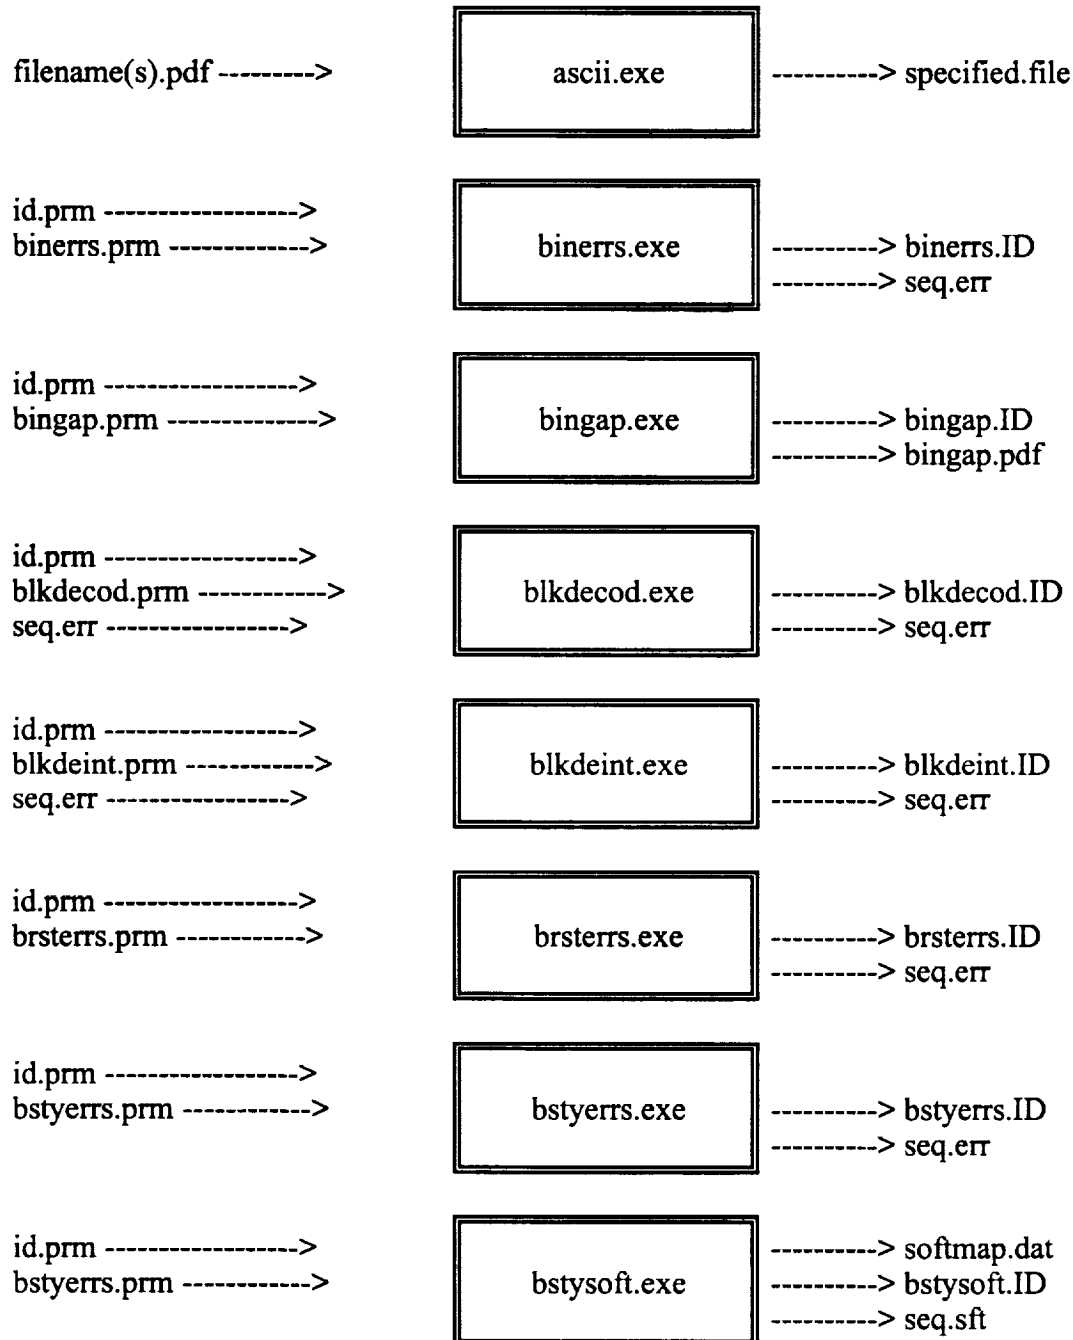 filename(s).pdf ---------> ascii.exe ----------> specified.file
id.prm ------------------>
binerrs.prm -------------> binerrs.exe ----------> binerrs.ID
----------> seq.err
id.prm ------------------>
bingap.prm --------------> bingap.exe ----------> bingap.ID
----------> bingap.pdf
id.prm ------------------>
blkdecod.prm ------------> blkdecod.exe ----------> blkdecod.ID
seq.err -----------------> ----------> seq.err
id.prm ------------------>
blkdeint.prm ------------> blkdeint.exe ----------> blkdeint.ID
seq.err -----------------> ----------> seq.err
id.prm ------------------>
brsterrs.prm ------------> brsterrs.exe ----------> brsterrs.ID
----------> seq.err
id.prm ------------------>
bstyerrs.prm ------------> bstyerrs.exe ----------> bstyerrs.ID
----------> seq.err
id.prm ------------------> ----------> softmap.dat
bstyerrs.prm ------------> bstysoft.exe ----------> bstysoft.ID
----------> seq.sft